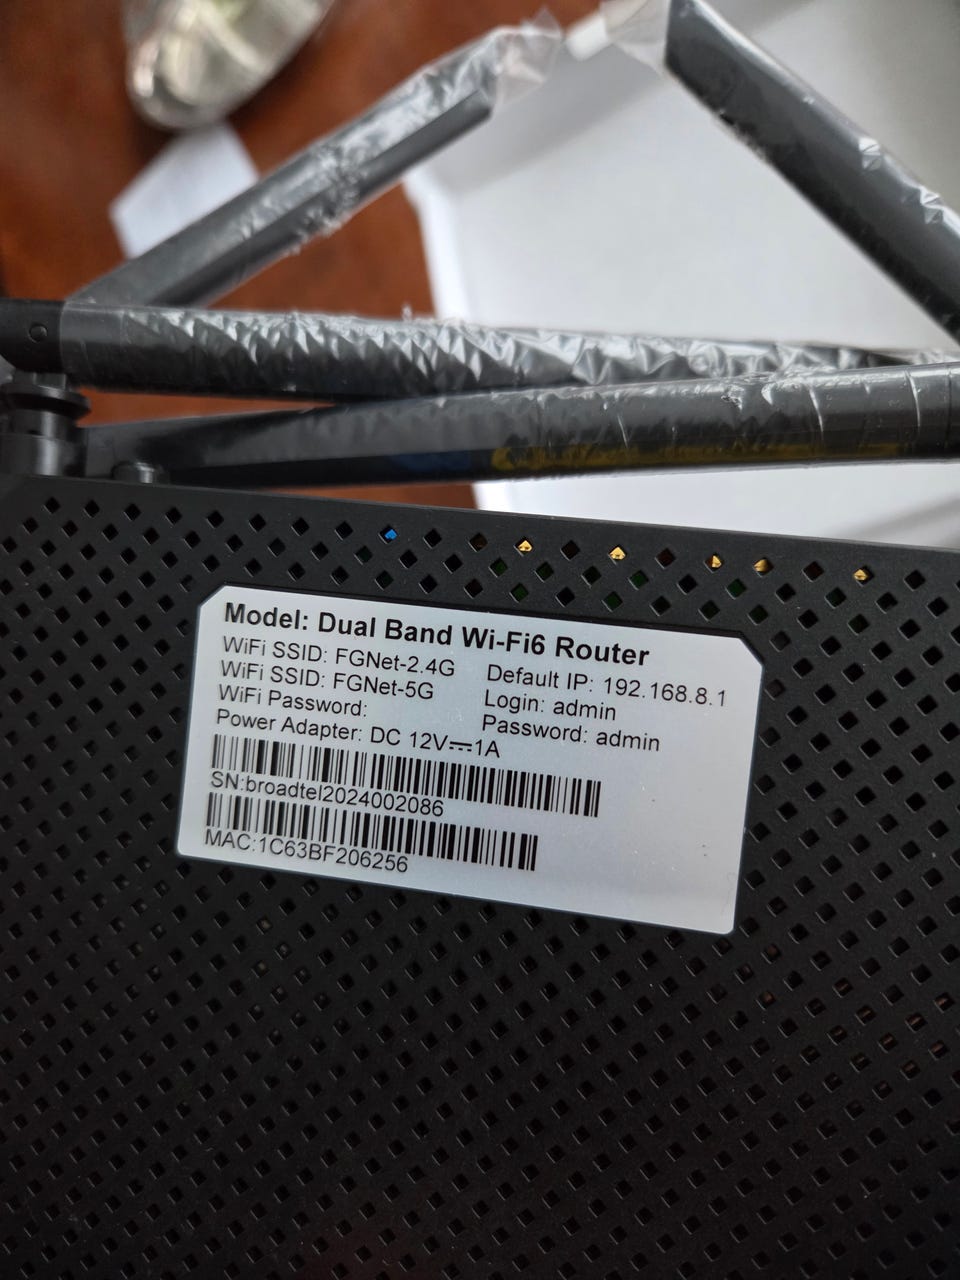 Model: Dual Band Wi-Fi6 Router
WiFi SSID: FGNet-2.4G
WiFi SSID: FGNet-5G
WiFi Password:
Default IP: 192.168.8.1
Login: admin
Password: admin
Power Adapter: DC 12V⎓1A
SN:broadtel2024002086
MAC:1C63BF206256